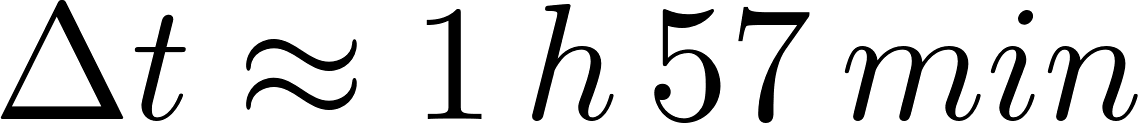 Δt ≈ 1 h 57 min